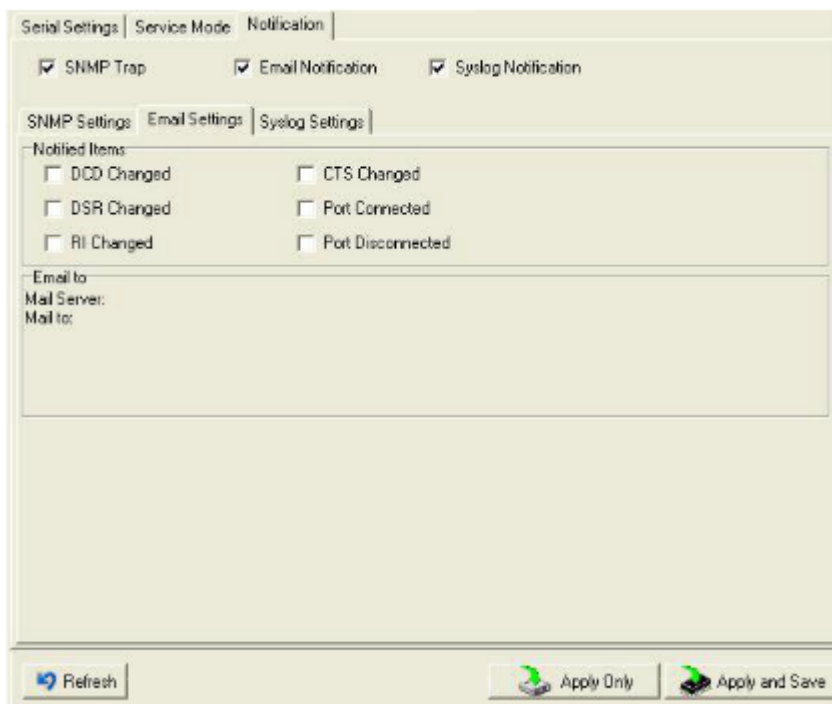 Serial Settings Service Mode Notification
SNMP Trap Email Notification Syslog Notification
SNMP Settings Email Settings Syslog Settings
Notified Items
DCD Changed CTS Changed
DSR Changed Port Connected
RI Changed Port Disconnected
Email to
Mail Server:
Mail to:
Refresh Apply Only Apply and Save